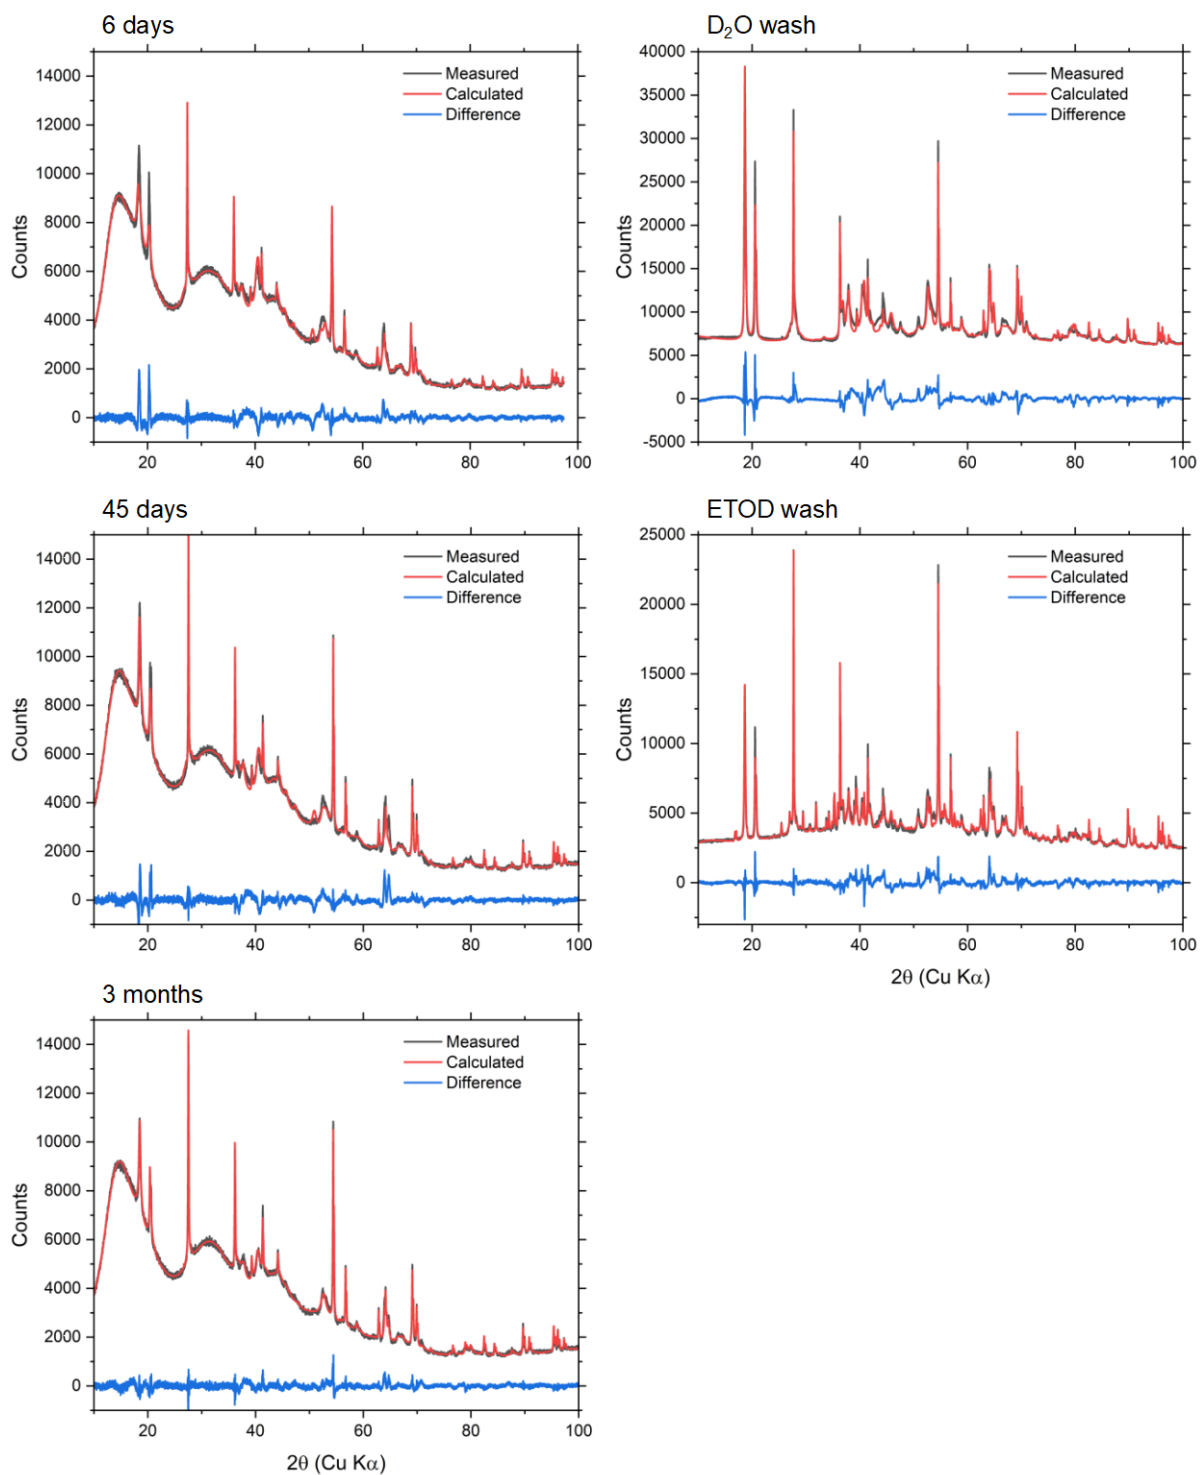 6 days
14000
12000
10000
8000
6000
4000
2000
0
Counts
Measured
Calculated
Difference
20 40 60 80 100
D₂O wash
40000
35000
30000
25000
20000
15000
10000
5000
0
-5000
Counts
Measured
Calculated
Difference
20 40 60 80 100
45 days
14000
12000
10000
8000
6000
4000
2000
0
Counts
Measured
Calculated
Difference
20 40 60 80 100
ETOD wash
25000
20000
15000
10000
5000
0
Counts
Measured
Calculated
Difference
20 40 60 80 100
2θ (Cu Kα)
3 months
14000
12000
10000
8000
6000
4000
2000
0
Counts
Measured
Calculated
Difference
20 40 60 80 100
2θ (Cu Kα)